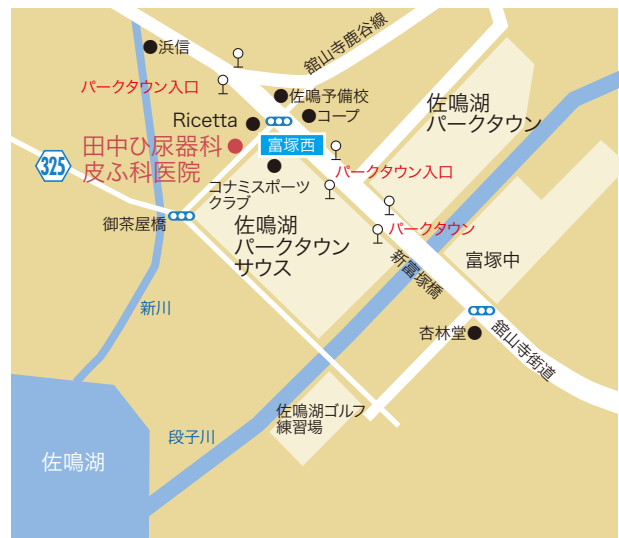 浜信
舘山寺鹿谷線
パークタウン入口
佐鳴予備校
コープ
佐鳴湖
パークタウン
Ricetta
富塚西
田中ひ尿器科
皮ふ科医院
325
パークタウン入口
コナミスポーツ
クラブ
御茶屋橋
佐鳴湖
パークタウン
サウス
パークタウン
新富塚橋
富塚中
新川
杏林堂
舘山寺街道
佐鳴湖ゴルフ
練習場
段子川
佐鳴湖